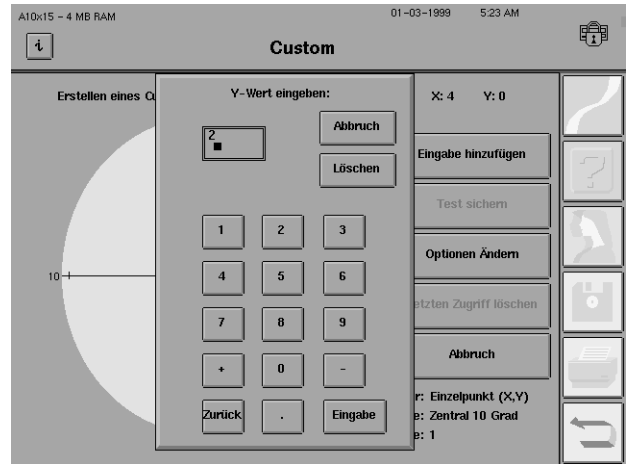 A10x15 – 4 MB RAM
01–03–1999 5:23 AM
i
Custom
Erstellen eines Cu
X: 4 Y: 0
Y–Wert eingeben:
2
Abbruch
Löschen
1 2 3
4 5 6
7 8 9
+ 0 –
Zurück . Eingabe
10
Eingabe hinzufügen
Test sichern
Optionen Ändern
etzten Zugriff löschen
Abbruch
r: Einzelpunkt (X,Y)
e: Zentral 10 Grad
e: 1
?